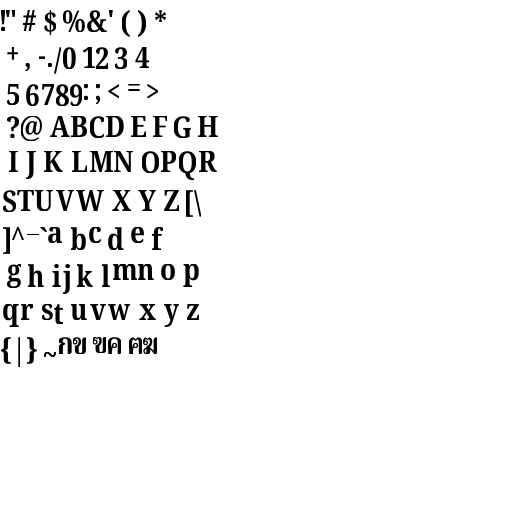 !" # $ %& ' ( ) *
+ , -. /0 12 3 4
5 6789: ; < = >
?@ ABCD E F G H
I J K LMN OPQR
STUVW X Y Z[\
]^_`a bc d e f
g h ij k lmn o p
qr st uvw x y z
{|} ~กข ฃค ฅฆ